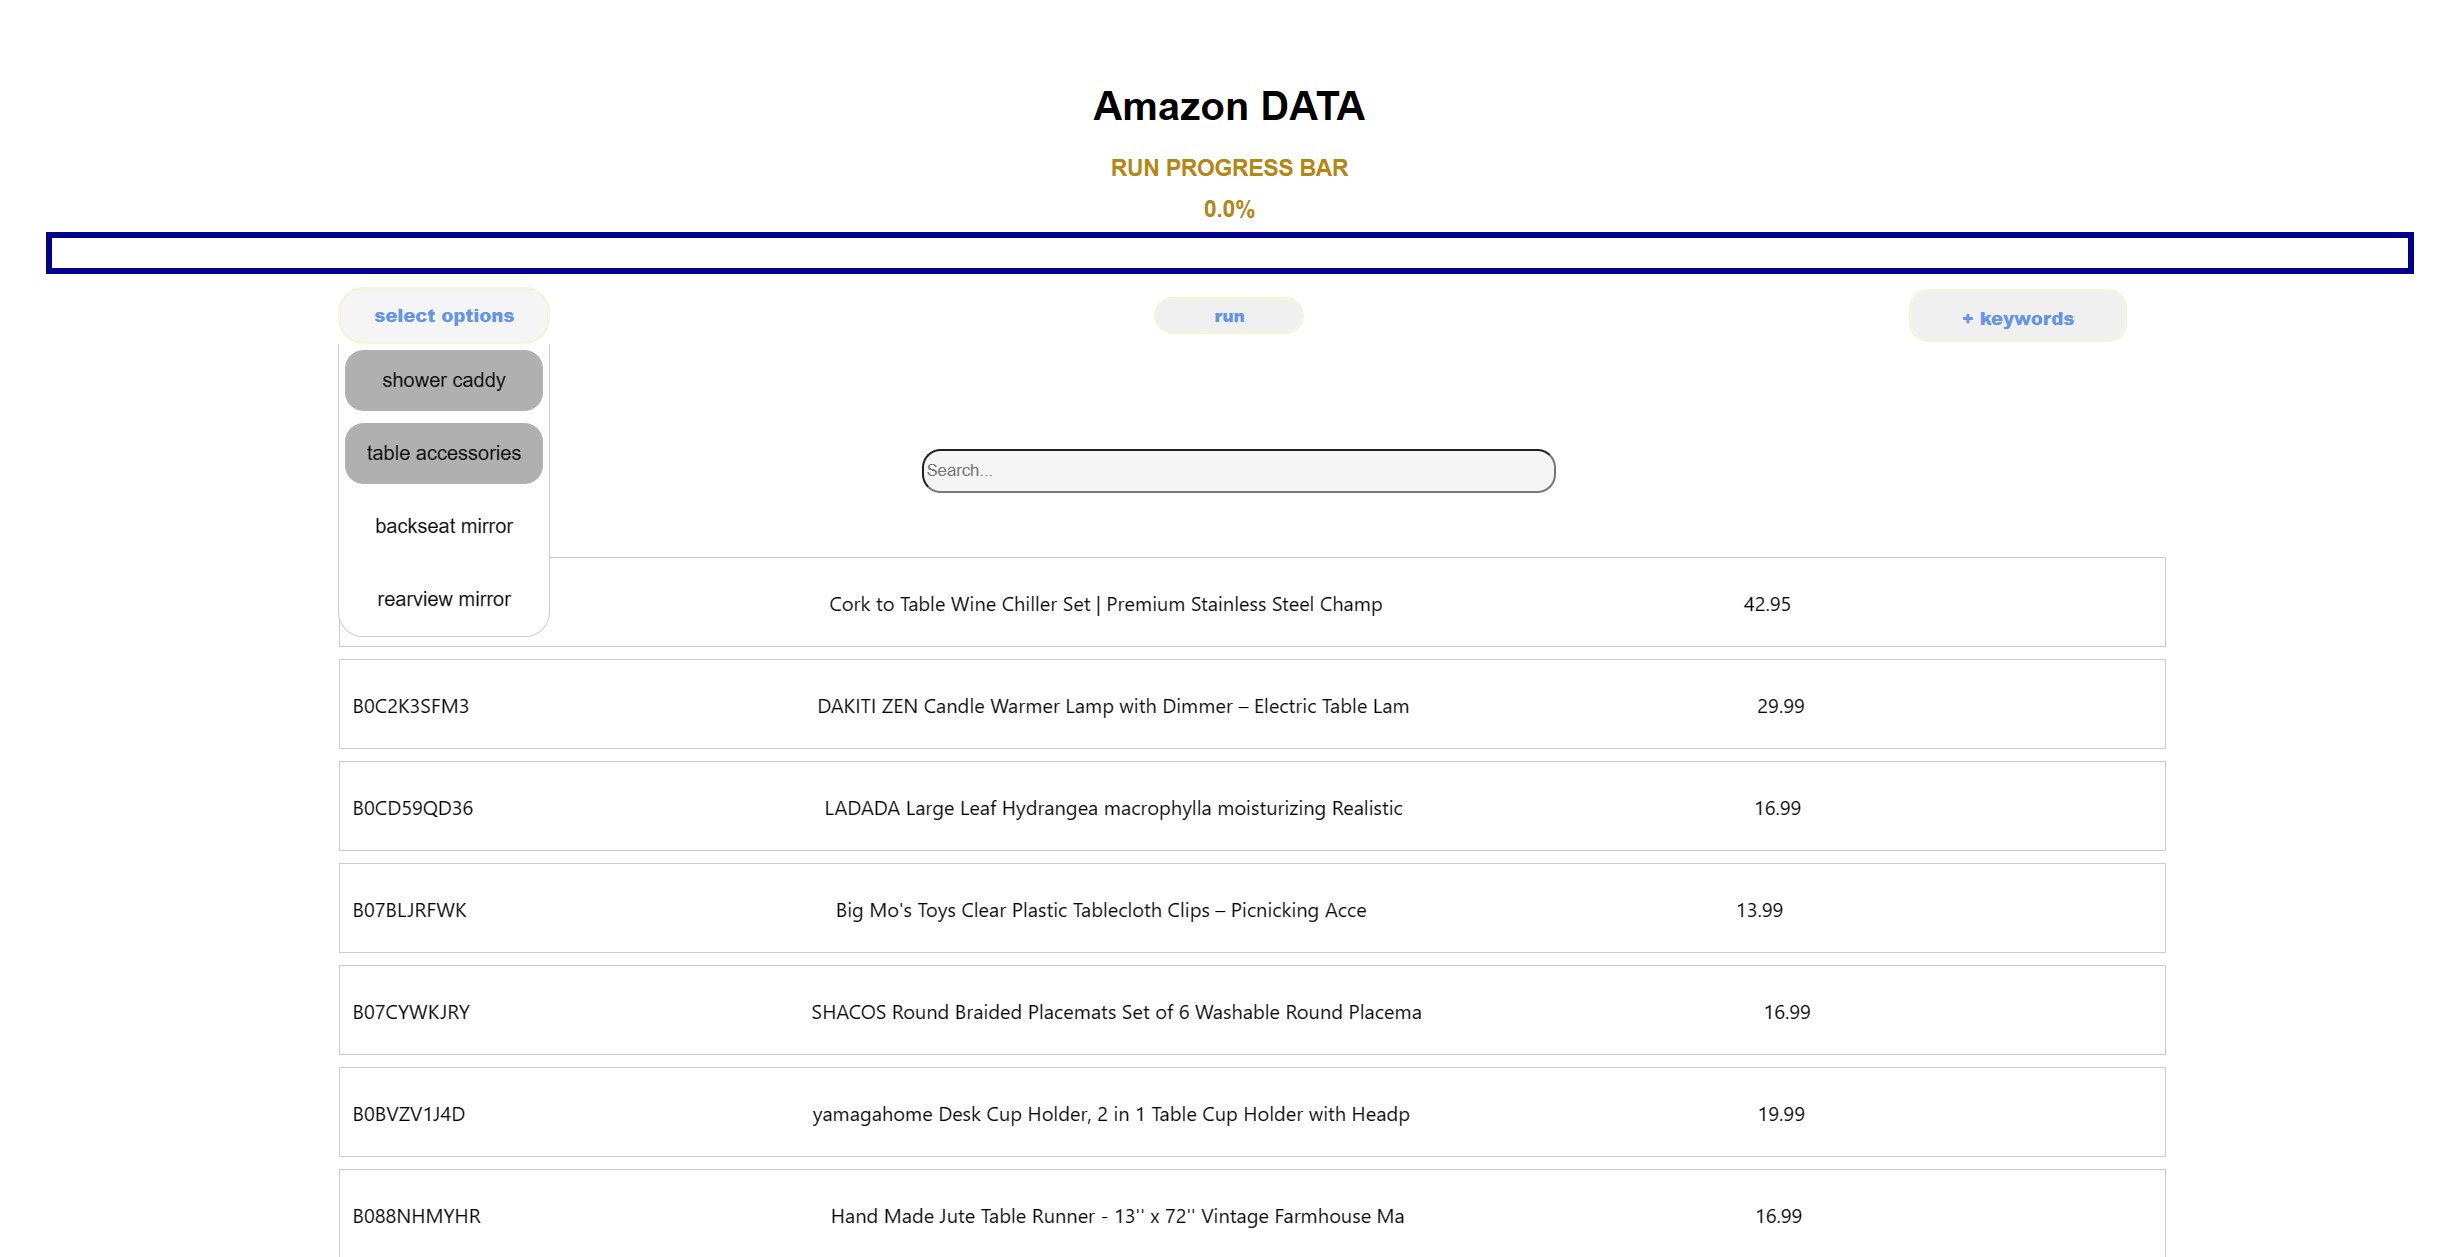 Amazon DATA
RUN PROGRESS BAR
0.0%
select options
run
+ keywords
shower caddy
table accessories
backseat mirror
rearview mirror
Search...
Cork to Table Wine Chiller Set | Premium Stainless Steel Champ 42.95
B0C2K3SFM3 DAKITI ZEN Candle Warmer Lamp with Dimmer – Electric Table Lam 29.99
B0CD59QD36 LADADA Large Leaf Hydrangea macrophylla moisturizing Realistic 16.99
B07BLJRFWK Big Mo's Toys Clear Plastic Tablecloth Clips – Picnicking Acce 13.99
B07CYWKJRY SHACOS Round Braided Placemats Set of 6 Washable Round Placema 16.99
B0BVZV1J4D yamagahome Desk Cup Holder, 2 in 1 Table Cup Holder with Headp 19.99
B088NHMYHR Hand Made Jute Table Runner - 13'' x 72'' Vintage Farmhouse Ma 16.99